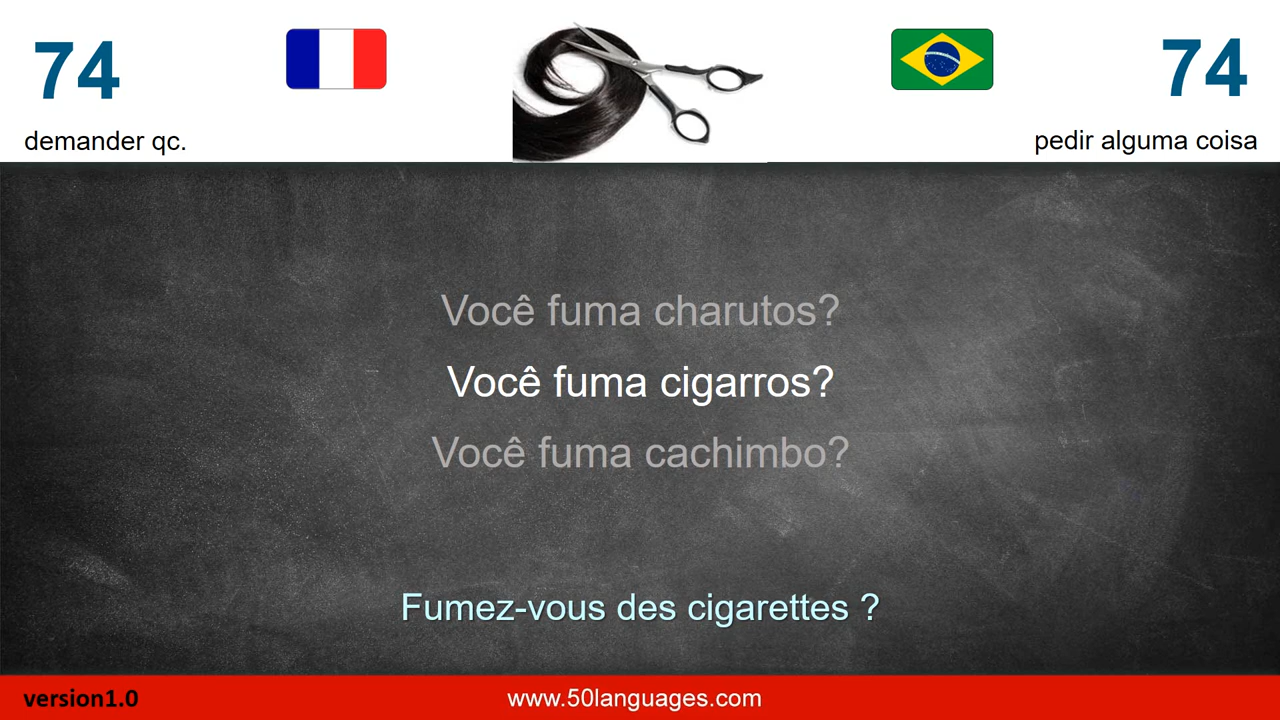 74
74
demander qc.
pedir alguma coisa
Você fuma charutos?
Você fuma cigarros?
Você fuma cachimbo?
Fumez-vous des cigarettes ?
version1.0
www.50languages.com